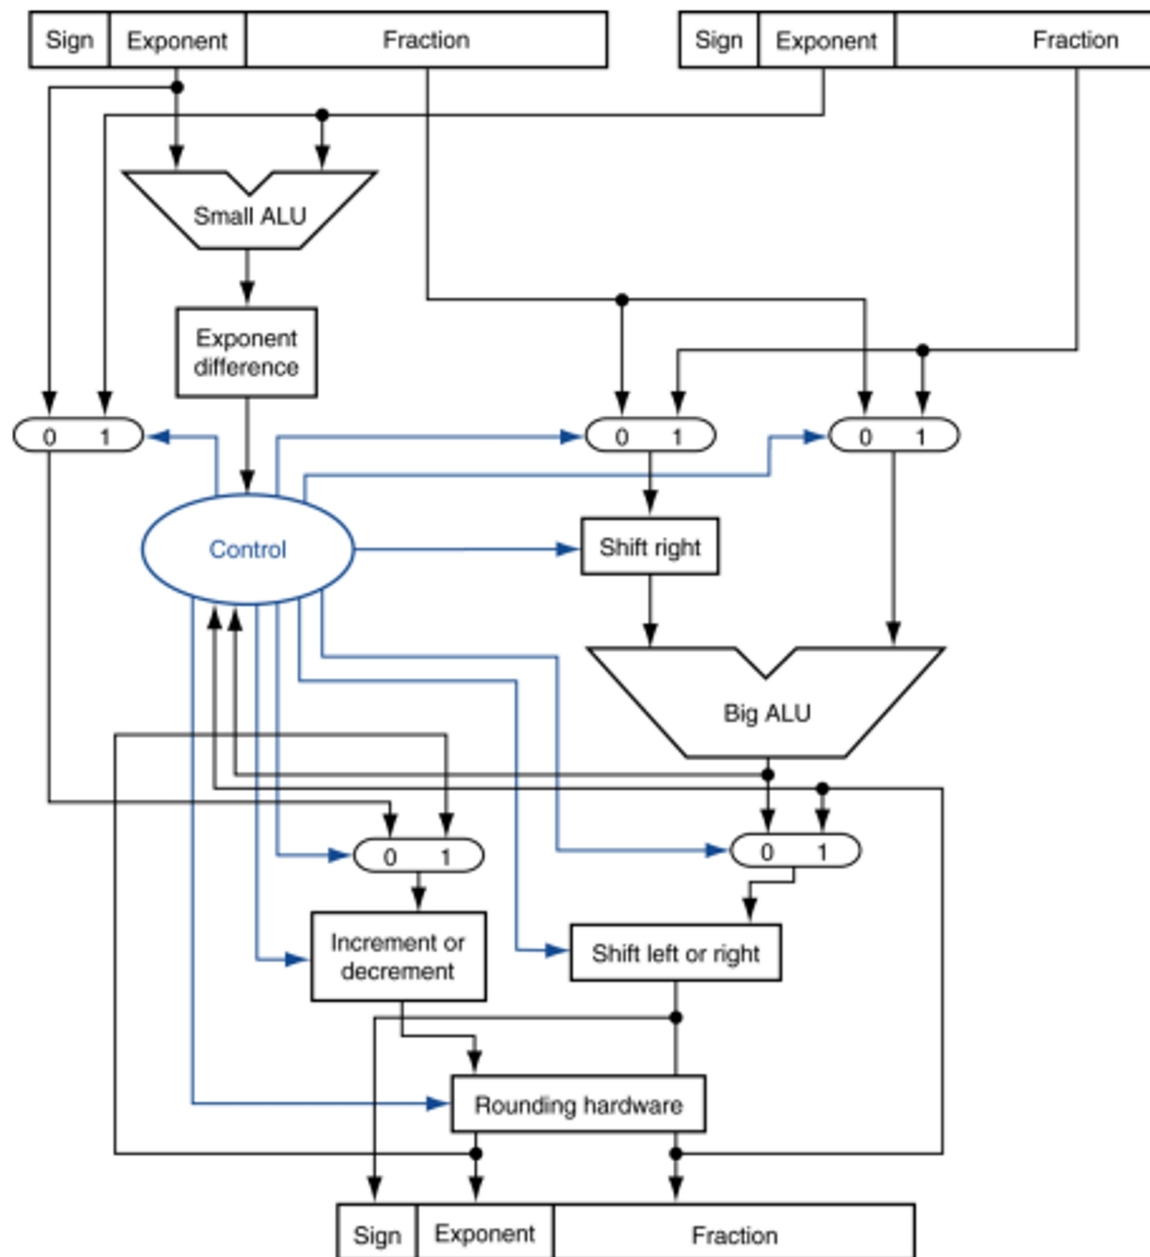 Sign Exponent Fraction Sign Exponent Fraction
Small ALU
Exponent
difference
0 1 0 1 0 1
Control
Shift right
Big ALU
0 1 0 1
Increment or
decrement
Shift left or right
Rounding hardware
Sign Exponent Fraction